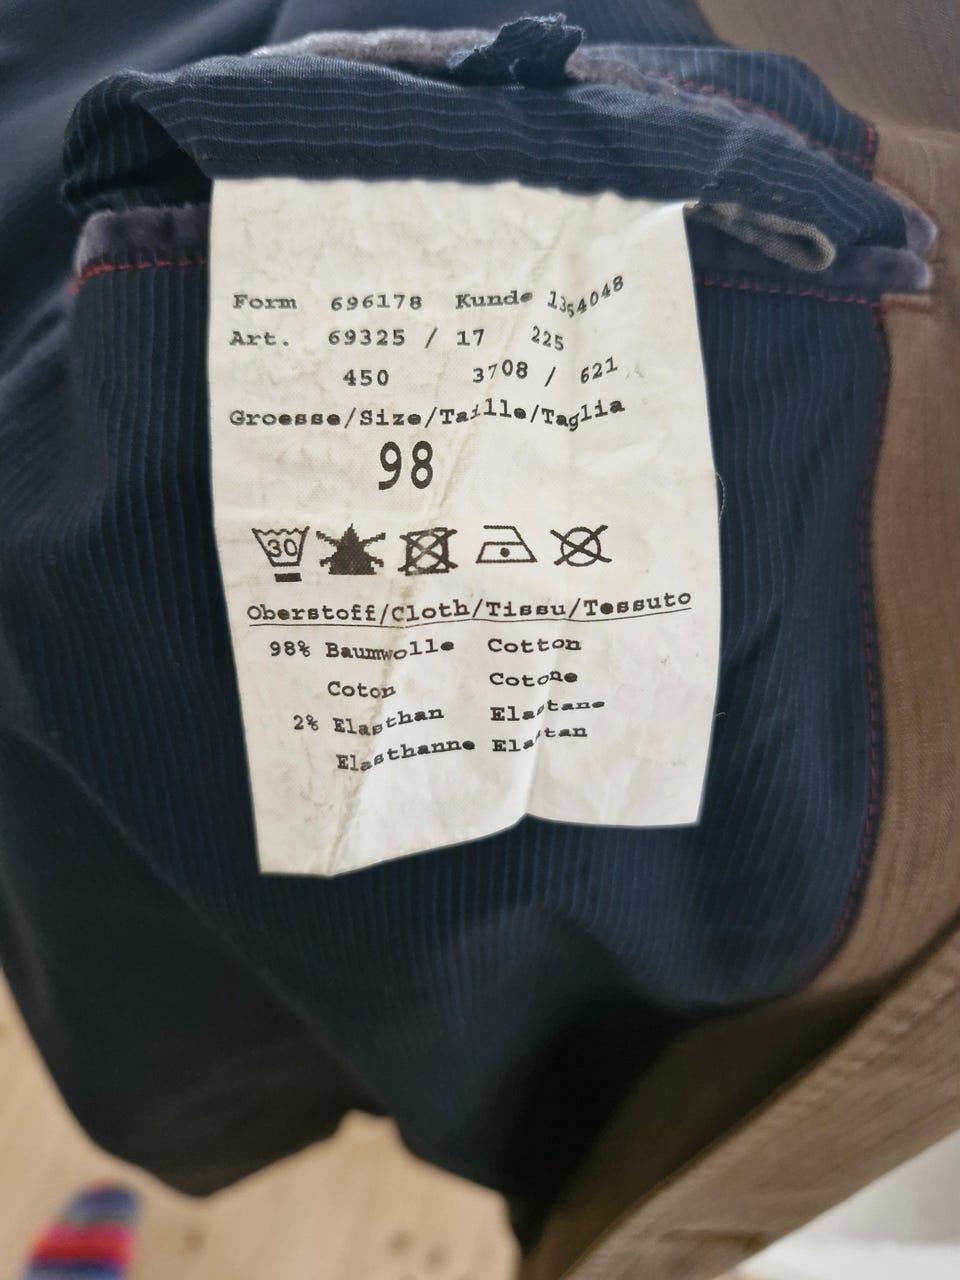 Form 696178 Kunde 1354048
Art. 69325 / 17 225
450 3708 / 621
Groesse/Size/Taille/Taglia
98
30
Oberstoff/Cloth/Tissu/Tessuto
98% Baumwolle Cotton
Coton Cotone
2% Elasthan Elastane
Elasthanne Elastan